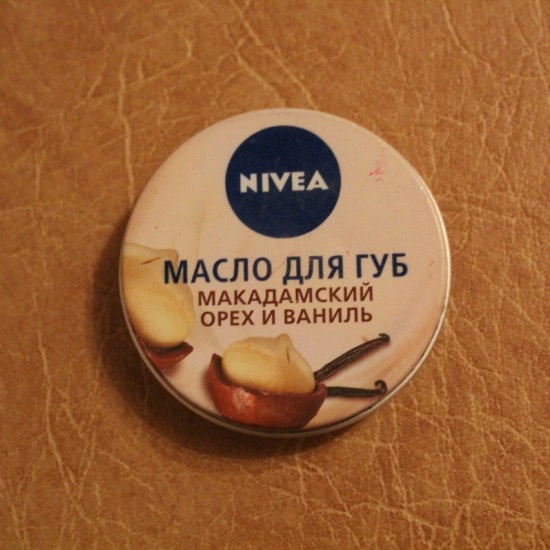 NIVEA
МАСЛО ДЛЯ ГУБ
МАКАДАМСКИЙ
ОРЕХ И ВАНИЛЬ